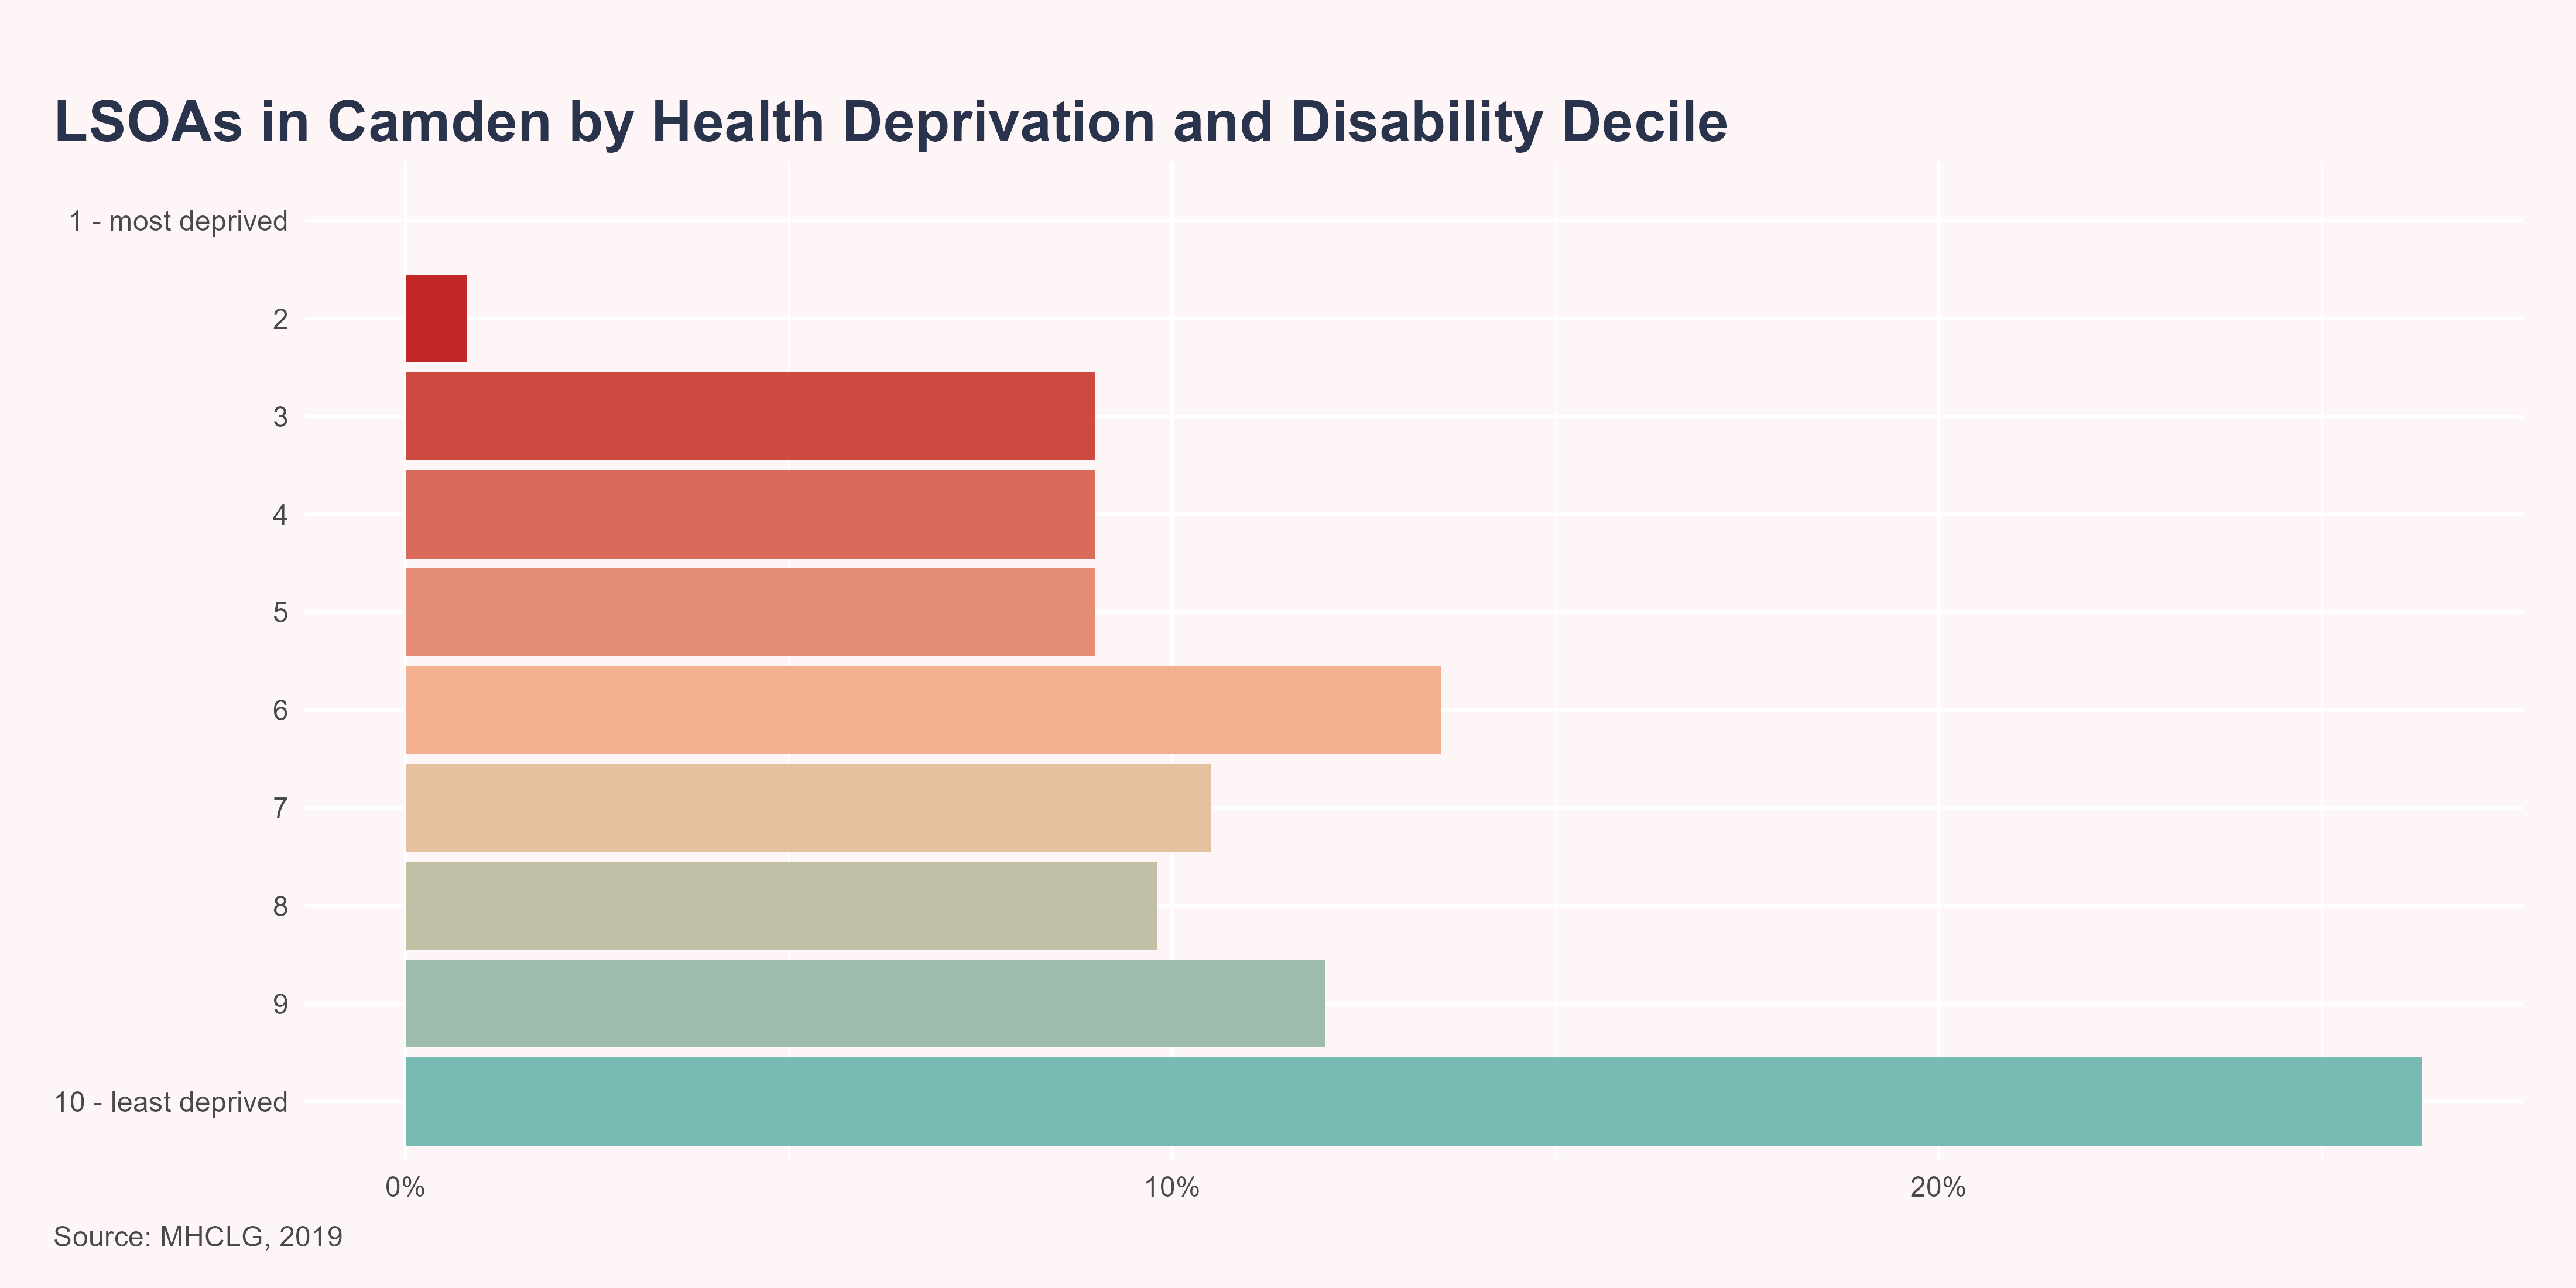 LSOAs in Camden by Health Deprivation and Disability Decile
1 - most deprived
2
3
4
5
6
7
8
9
10 - least deprived
0% 10% 20%
Source: MHCLG, 2019